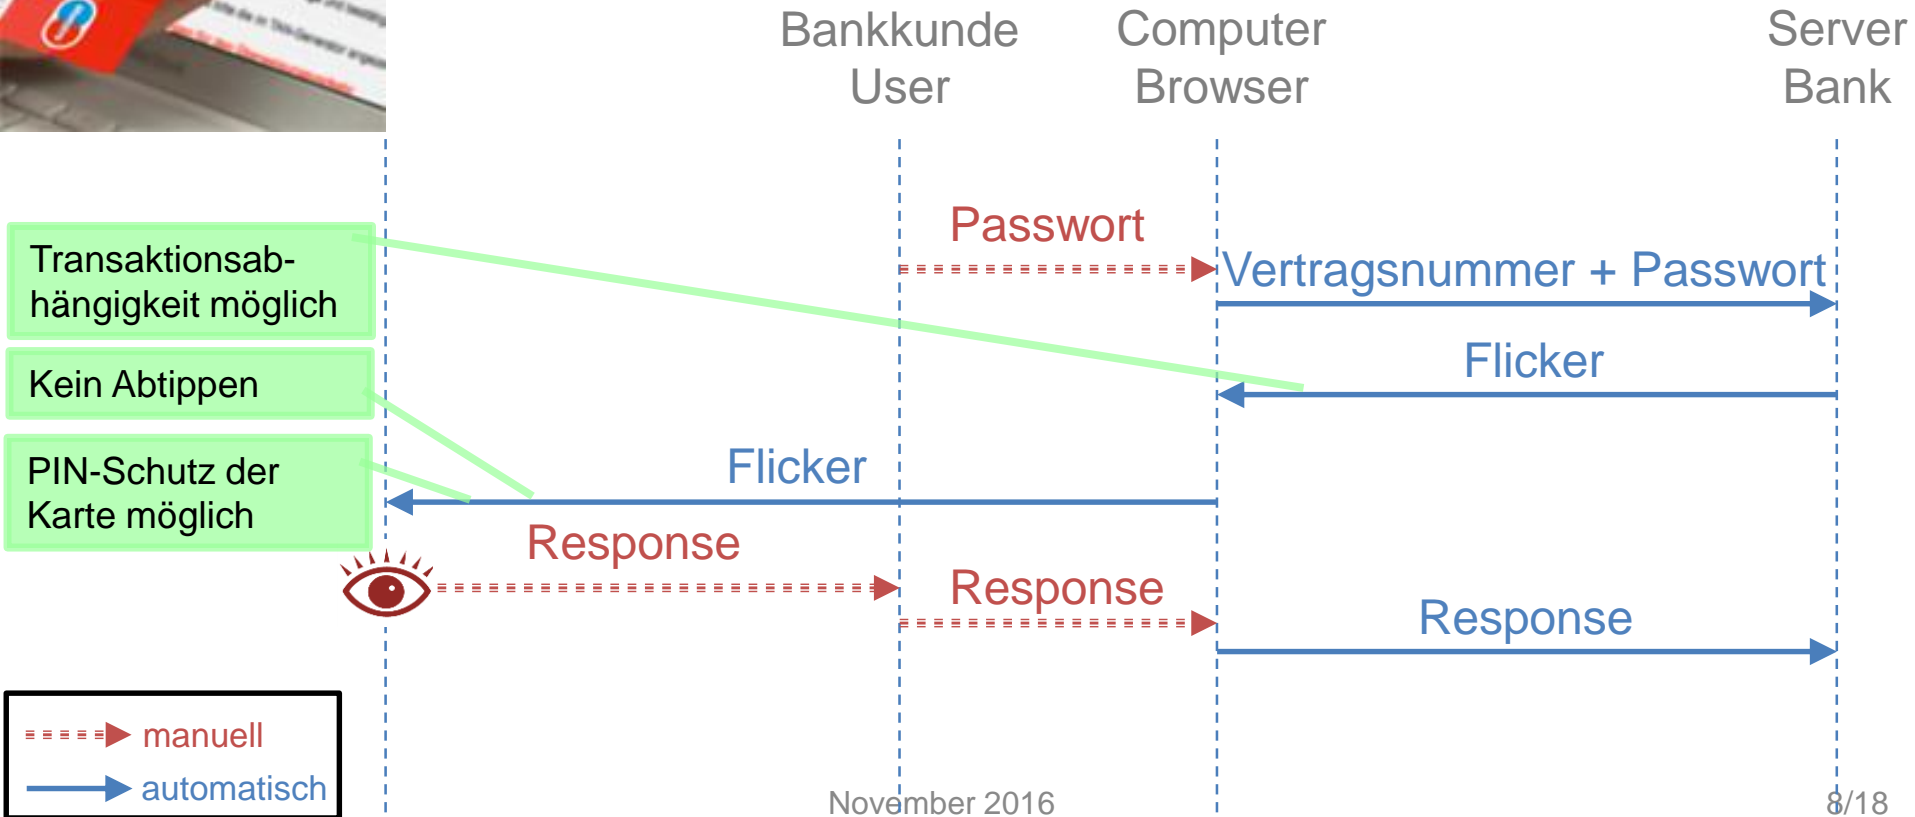 Bankkunde
User
Computer
Browser
Server
Bank
Transaktionsab-
hängigkeit möglich
Kein Abtippen
PIN-Schutz der
Karte möglich
Passwort
Vertragsnummer + Passwort
Flicker
Flicker
Response
Response
Response
manuell
automatisch
November 2016
8/18